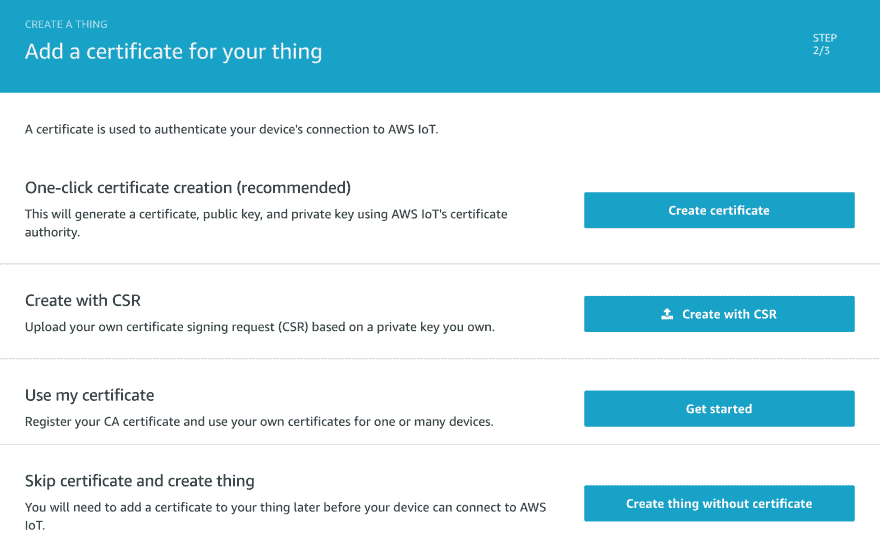 CREATE A THING
Add a certificate for your thing
STEP
2/3
A certificate is used to authenticate your device's connection to AWS IoT.
One-click certificate creation (recommended)
This will generate a certificate, public key, and private key using AWS IoT's certificate
authority.
Create certificate
Create with CSR
Upload your own certificate signing request (CSR) based on a private key you own.
Create with CSR
Use my certificate
Register your CA certificate and use your own certificates for one or many devices.
Get started
Skip certificate and create thing
You will need to add a certificate to your thing later before your device can connect to AWS
IoT.
Create thing without certificate